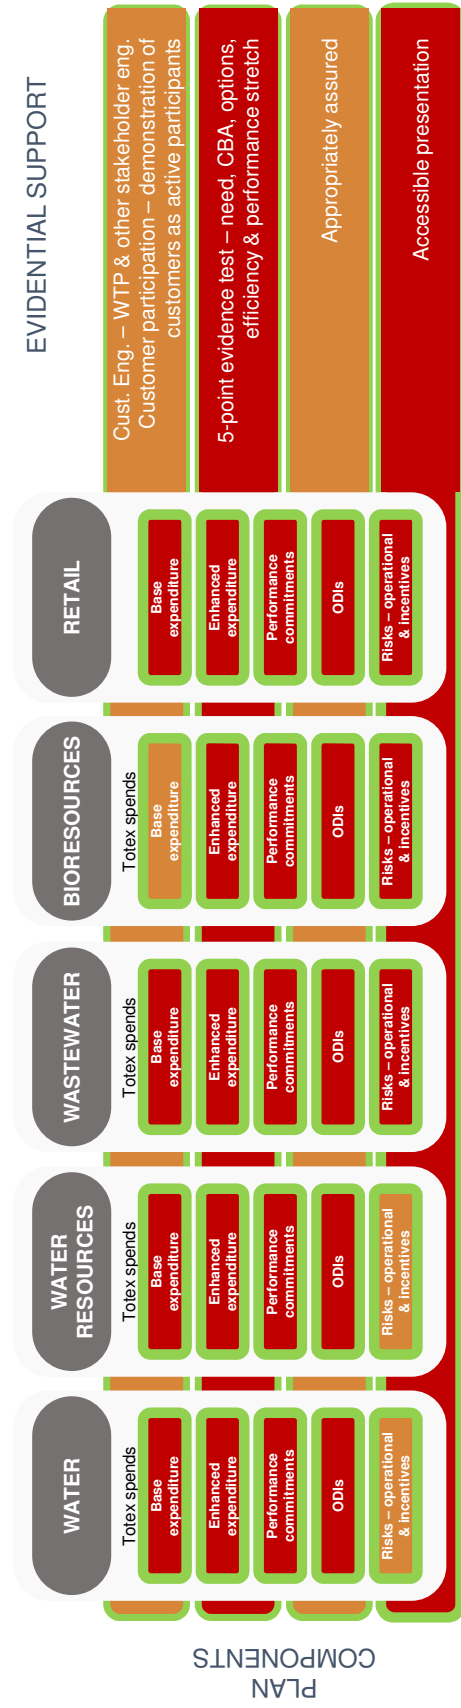 PLAN
COMPONENTS
EVIDENTIAL SUPPORT
WATER
Totex spends
Base
expenditure
Enhanced
expenditure
Performance
commitments
ODIs
Risks – operational
& incentives
WATER
RESOURCES
Totex spends
Base
expenditure
Enhanced
expenditure
Performance
commitments
ODIs
Risks – operational
& incentives
WASTEWATER
Totex spends
Base
expenditure
Enhanced
expenditure
Performance
commitments
ODIs
Risks – operational
& incentives
BIORESOURCES
Totex spends
Base
expenditure
Enhanced
expenditure
Performance
commitments
ODIs
Risks – operational
& incentives
RETAIL
Base
expenditure
Enhanced
expenditure
Performance
commitments
ODIs
Risks – operational
& incentives
Cust. Eng. – WTP & other stakeholder eng.
Customer participation – demonstration of
customers as active participants
5-point evidence test – need, CBA, options,
efficiency & performance stretch
Appropriately assured
Accessible presentation